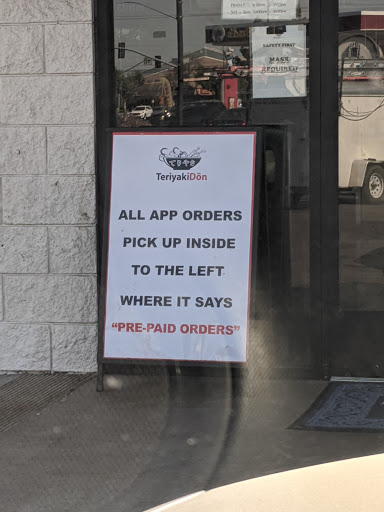 SAFETY FIRST
MASK
REQUIRED
TeriyakiDōn
ALL APP ORDERS
PICK UP INSIDE
TO THE LEFT
WHERE IT SAYS
"PRE-PAID ORDERS"